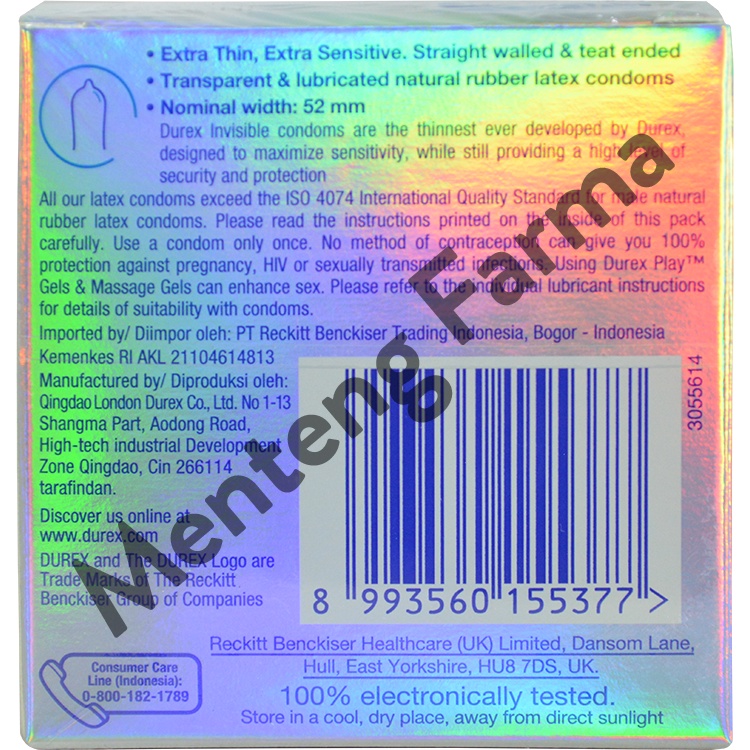 • Extra Thin, Extra Sensitive. Straight walled & teat ended
• Transparent & lubricated natural rubber latex condoms
• Nominal width: 52 mm
Durex Invisible condoms are the thinnest ever developed by Durex,
designed to maximize sensitivity, while still providing a high level of
security and protection
All our latex condoms exceed the ISO 4074 International Quality Standard for male natural
rubber latex condoms. Please read the instructions printed on the inside of this pack
carefully. Use a condom only once. No method of contraception can give you 100%
protection against pregnancy, HIV or sexually transmitted infections. Using Durex Play™
Gels & Massage Gels can enhance sex. Please refer to the individual lubricant instructions
for details of suitability with condoms.
Imported by/ Diimpor oleh: PT Reckitt Benckiser Trading Indonesia, Bogor - Indonesia
Kemenkes RI AKL 21104614813
Manufactured by/ Diproduksi oleh:
Qingdao London Durex Co., Ltd. No 1-13
Shangma Part, Aodong Road,
High-tech industrial Development
Zone Qingdao, Cin 266114
tarafindan.
Discover us online at
www.durex.com
DUREX and The DUREX Logo are
Trade Marks of The Reckitt
Benckiser Group of Companies
3055614
8 993560 155377 >
Reckitt Benckiser Healthcare (UK) Limited, Dansom Lane,
Hull, East Yorkshire, HU8 7DS, UK.
Consumer Care
Line (Indonesia):
0-800-182-1789
100% electronically tested.
Store in a cool, dry place, away from direct sunlight
Menteng Farma